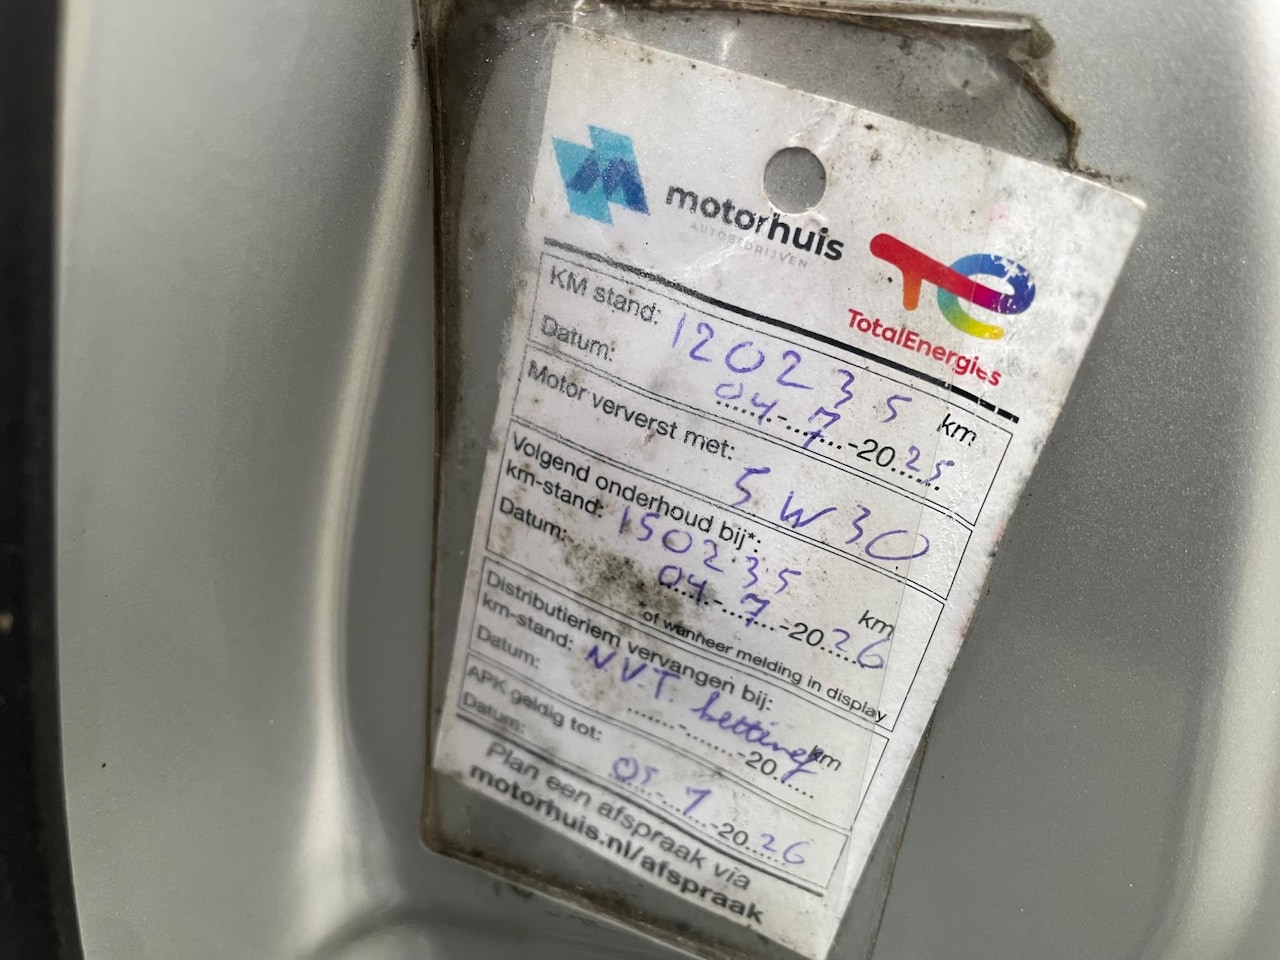 motorhuis
AUTOBEDRIJVEN
TotalEnergies
KM stand: 120235 km
Datum: 04-7-2025
Motor ververst met: 5W30
Volgend onderhoud bij*:
km-stand: 150235 km
Datum: 04-7-2026
of wanneer melding in display
Distributieriem vervangen bij:
km-stand: N.V.T. ketting km
Datum: ......-......-20......
APK geldig tot:
Datum: 05-7-2026
Plan een afspraak via
motorhuis.nl/afspraak